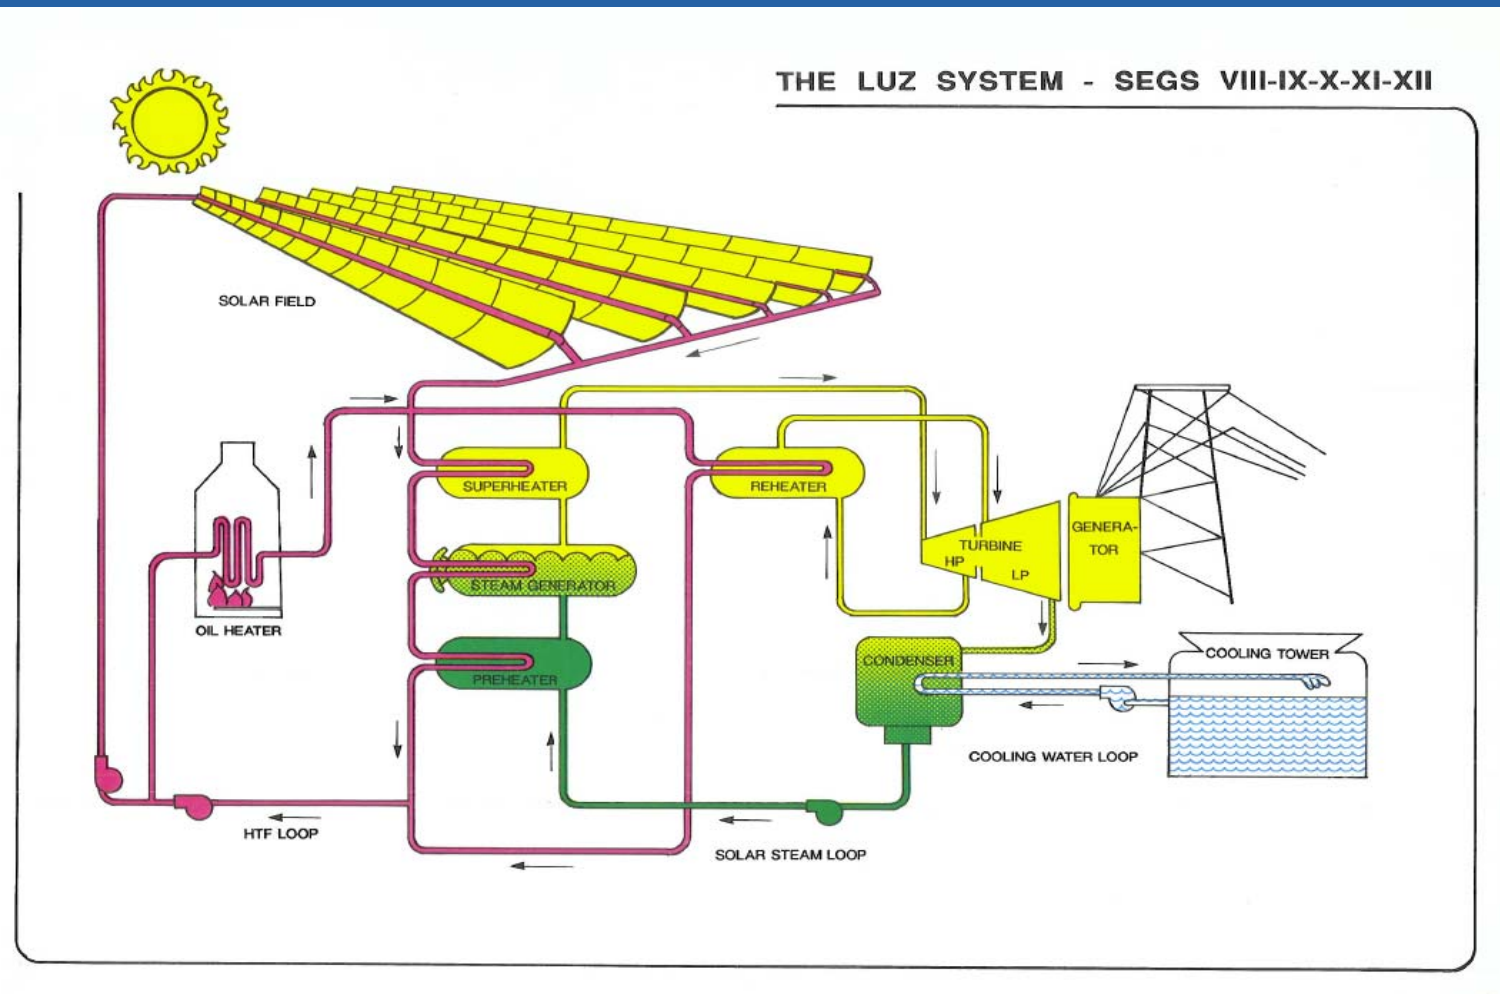 THE LUZ SYSTEM - SEGS VIII-IX-X-XI-XII
SOLAR FIELD
SUPERHEATER
REHEATER
GENERA-
TOR
TURBINE
HP
LP
STEAM GENERATOR
OIL HEATER
COOLING TOWER
CONDENSER
PREHEATER
COOLING WATER LOOP
HTF LOOP
SOLAR STEAM LOOP